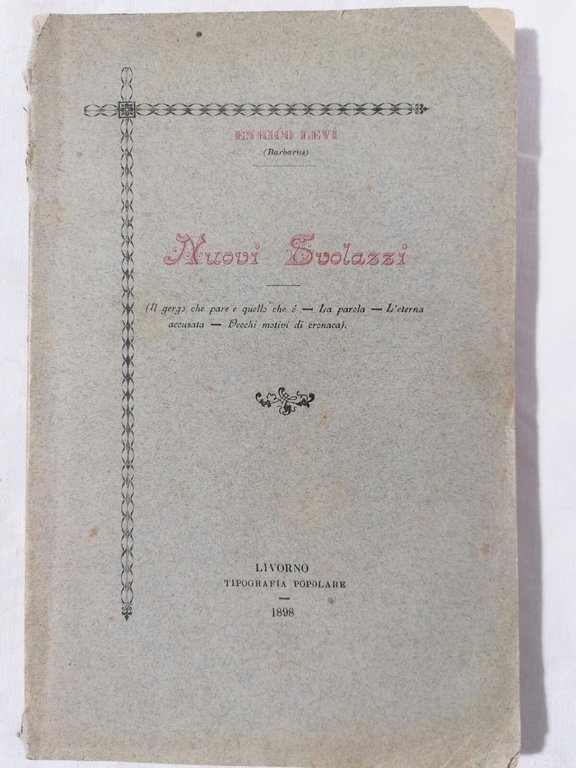 ENRICO LEVI
(Barbarus)
Nuovi Svolazzi
(Il gergo che pare e quello che é — La parola — L'eterna
accusata — Vecchi motivi di cronaca).
LIVORNO
TIPOGRAFIA POPOLARE
1898